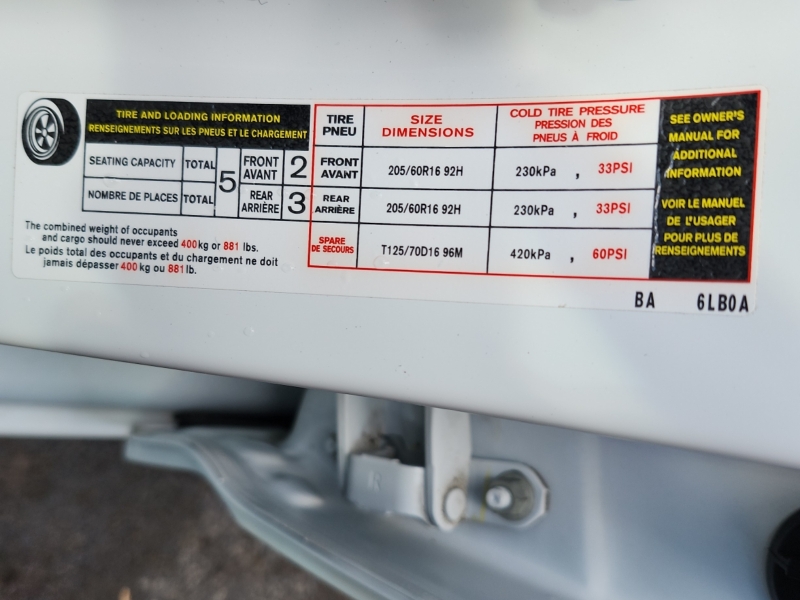 TIRE AND LOADING INFORMATION
RENSEIGNEMENTS SUR LES PNEUS ET LE CHARGEMENT
SEATING CAPACITY TOTAL 5 FRONT AVANT 2
NOMBRE DE PLACES TOTAL REAR ARRIÈRE 3
The combined weight of occupants
and cargo should never exceed 400 kg or 881 lbs.
Le poids total des occupants et du chargement ne doit
jamais dépasser 400 kg ou 881 lb.
TIRE PNEU SIZE DIMENSIONS COLD TIRE PRESSURE PRESSION DES PNEUS À FROID
FRONT AVANT 205/60R16 92H 230kPa , 33PSI
REAR ARRIÈRE 205/60R16 92H 230kPa , 33PSI
SPARE DE SECOURS T125/70D16 96M 420kPa , 60PSI
SEE OWNER'S
MANUAL FOR
ADDITIONAL
INFORMATION
VOIR LE MANUEL
DE L'USAGER
POUR PLUS DE
RENSEIGNEMENTS
BA 6LB0A